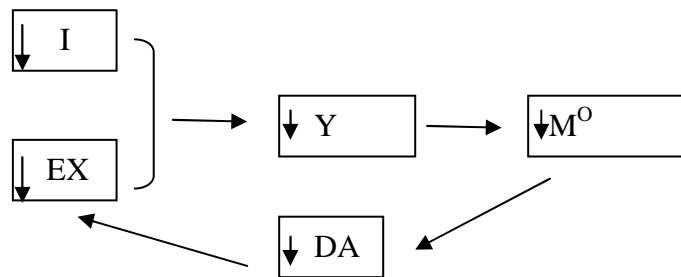 ↓ I
↓ EX
↓ Y
↓ M^O
↓ DA